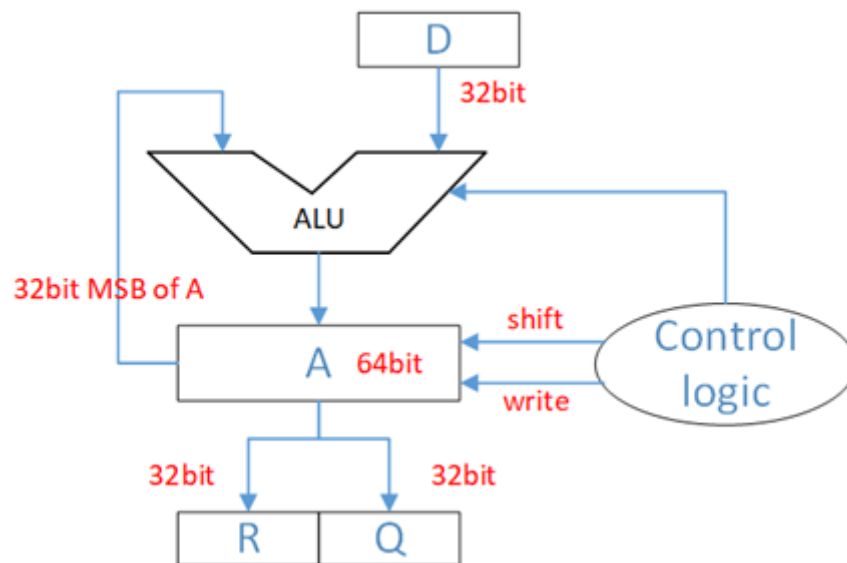 D
32bit
ALU
32bit MSB of A
shift
A 64bit
Control
logic
write
32bit
32bit
R
Q